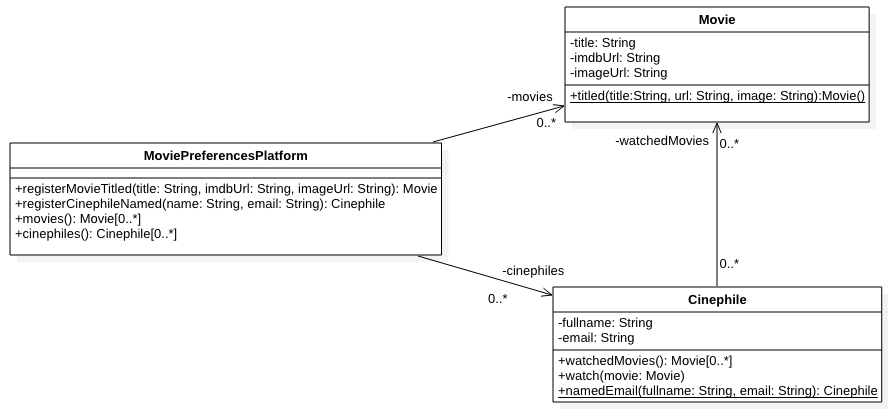 Movie
-title: String
-imdbUrl: String
-imageUrl: String
+titled(title:String, url: String, image: String):Movie()
-movies
0..*
-watchedMovies
0..*
MoviePreferencesPlatform
+registerMovieTitled(title: String, imdbUrl: String, imageUrl: String): Movie
+registerCinephileNamed(name: String, email: String): Cinephile
+movies(): Movie[0..*]
+cinephiles(): Cinephile[0..*]
-cinephiles
0..*
0..*
Cinephile
-fullname: String
-email: String
+watchedMovies(): Movie[0..*]
+watch(movie: Movie)
+namedEmail(fullname: String, email: String): Cinephile